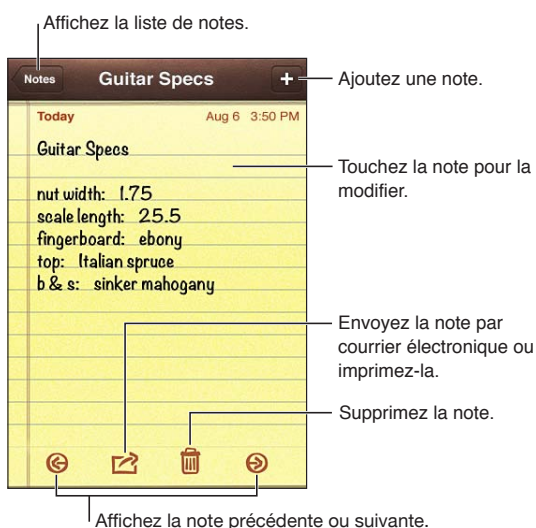 Affichez la liste de notes.
Notes
Guitar Specs
+
Ajoutez une note.
Today
Aug 6 3:50 PM
Guitar Specs
Touchez la note pour la
modifier.
nut width: 1.75
scale length: 25.5
fingerboard: ebony
top: Italian spruce
b & s: sinker mahogany
Envoyez la note par
courrier électronique ou
imprimez-la.
Supprimez la note.
Affichez la note précédente ou suivante.